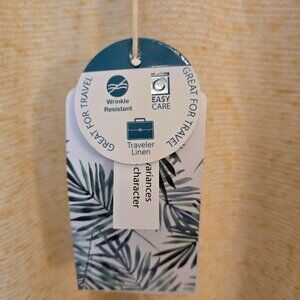 Wrinkle
Resistant
EASY
CARE
GREAT FOR TRAVEL
GREAT FOR TRAVEL
Traveler
Linen
variances
character